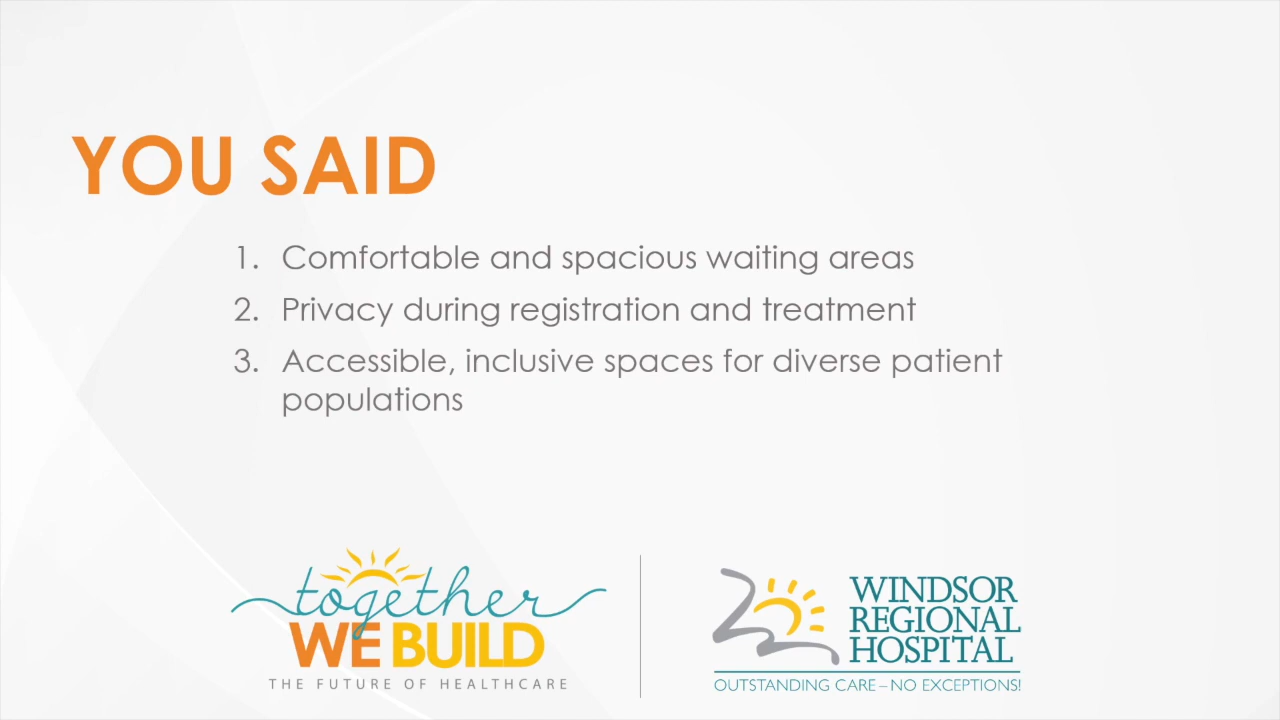 YOU SAID
1. Comfortable and spacious waiting areas
2. Privacy during registration and treatment
3. Accessible, inclusive spaces for diverse patient
populations
together
WE BUILD
THE FUTURE OF HEALTHCARE
WINDSOR
REGIONAL
HOSPITAL
OUTSTANDING CARE – NO EXCEPTIONS!